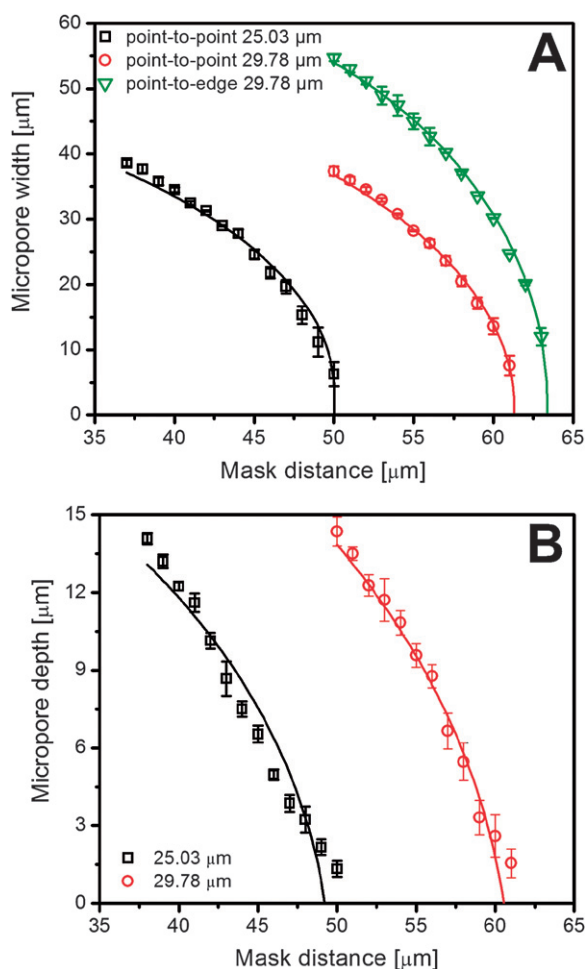 A
point-to-point 25.03 μm
point-to-point 29.78 μm
point-to-edge 29.78 μm
Micropore width [μm]
60
50
40
30
20
10
0
35 40 45 50 55 60 65
Mask distance [μm]
B
Micropore depth [μm]
15
12
9
6
3
0
25.03 μm
29.78 μm
35 40 45 50 55 60 65
Mask distance [μm]